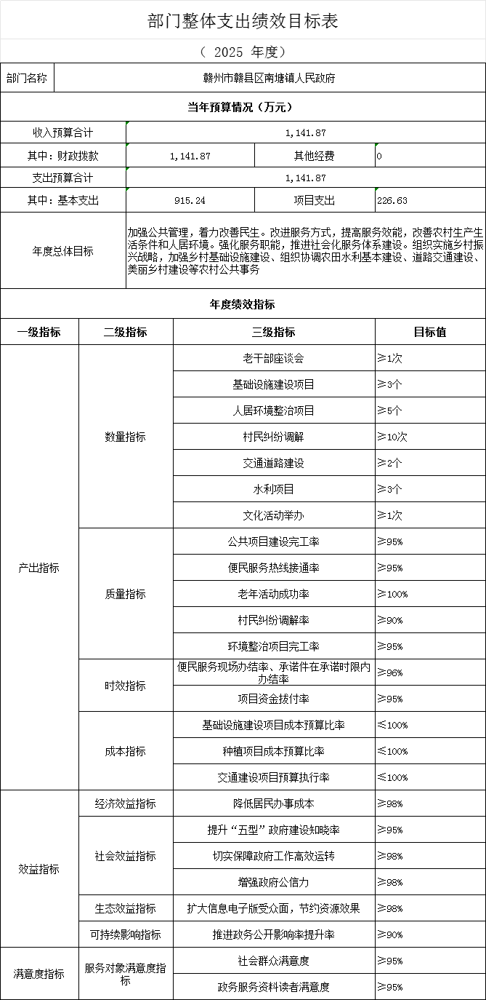 部门整体支出绩效目标表
（ 2025 年度）
部门名称 赣州市赣县区南塘镇人民政府
当年预算情况（万元）
收入预算合计 1,141.87
其中：财政拨款 1,141.87 其他经费 0
支出预算合计 1,141.87
其中：基本支出 915.24 项目支出 226.63
年度总体目标
加强公共管理，着力改善民生。改进服务方式，提高服务效能，改善农村生产生
活条件和人居环境。强化服务职能，推进社会化服务体系建设。组织实施乡村振
兴战略，加强乡村基础设施建设、组织协调农田水利基本建设、道路交通建设、
美丽乡村建设等农村公共事务
年度绩效指标
一级指标 二级指标 三级指标 目标值
产出指标
数量指标
老干部座谈会 ≥1次
基础设施建设项目 ≥3个
人居环境整治项目 ≥5个
村民纠纷调解 ≥10次
交通道路建设 ≥2个
水利项目 ≥3个
文化活动举办 ≥1次
质量指标
公共项目建设完工率 ≥95%
便民服务热线接通率 ≥95%
老年活动成功率 ≥100%
村民纠纷调解率 ≥90%
环境整治项目完工率 ≥95%
时效指标
便民服务现场办结率、承诺件在承诺时限内
办结率 ≥96%
项目资金拨付率 ≥95%
成本指标
基础设施建设项目成本预算比率 ≤100%
种植项目成本预算比率 ≤100%
交通建设项目预算执行率 ≤100%
效益指标
经济效益指标 降低居民办事成本 ≥98%
社会效益指标
提升“五型”政府建设知晓率 ≥95%
切实保障政府工作高效运转 ≥98%
增强政府公信力 ≥98%
生态效益指标 扩大信息电子版受众面，节约资源效果 ≥98%
可持续影响指标 推进政务公开影响率提升率 ≥90%
满意度指标
服务对象满意度指
标
社会群众满意度 ≥95%
政务服务资料读者满意度 ≥95%